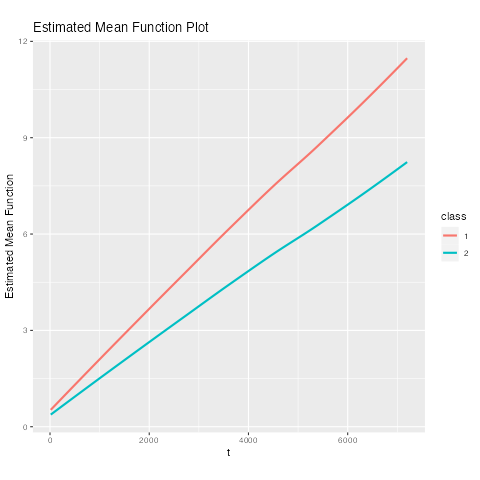 Estimated Mean Function Plot
12
9
6
3
0
Estimated Mean Function
0 2000 4000 6000
t
class
1
2